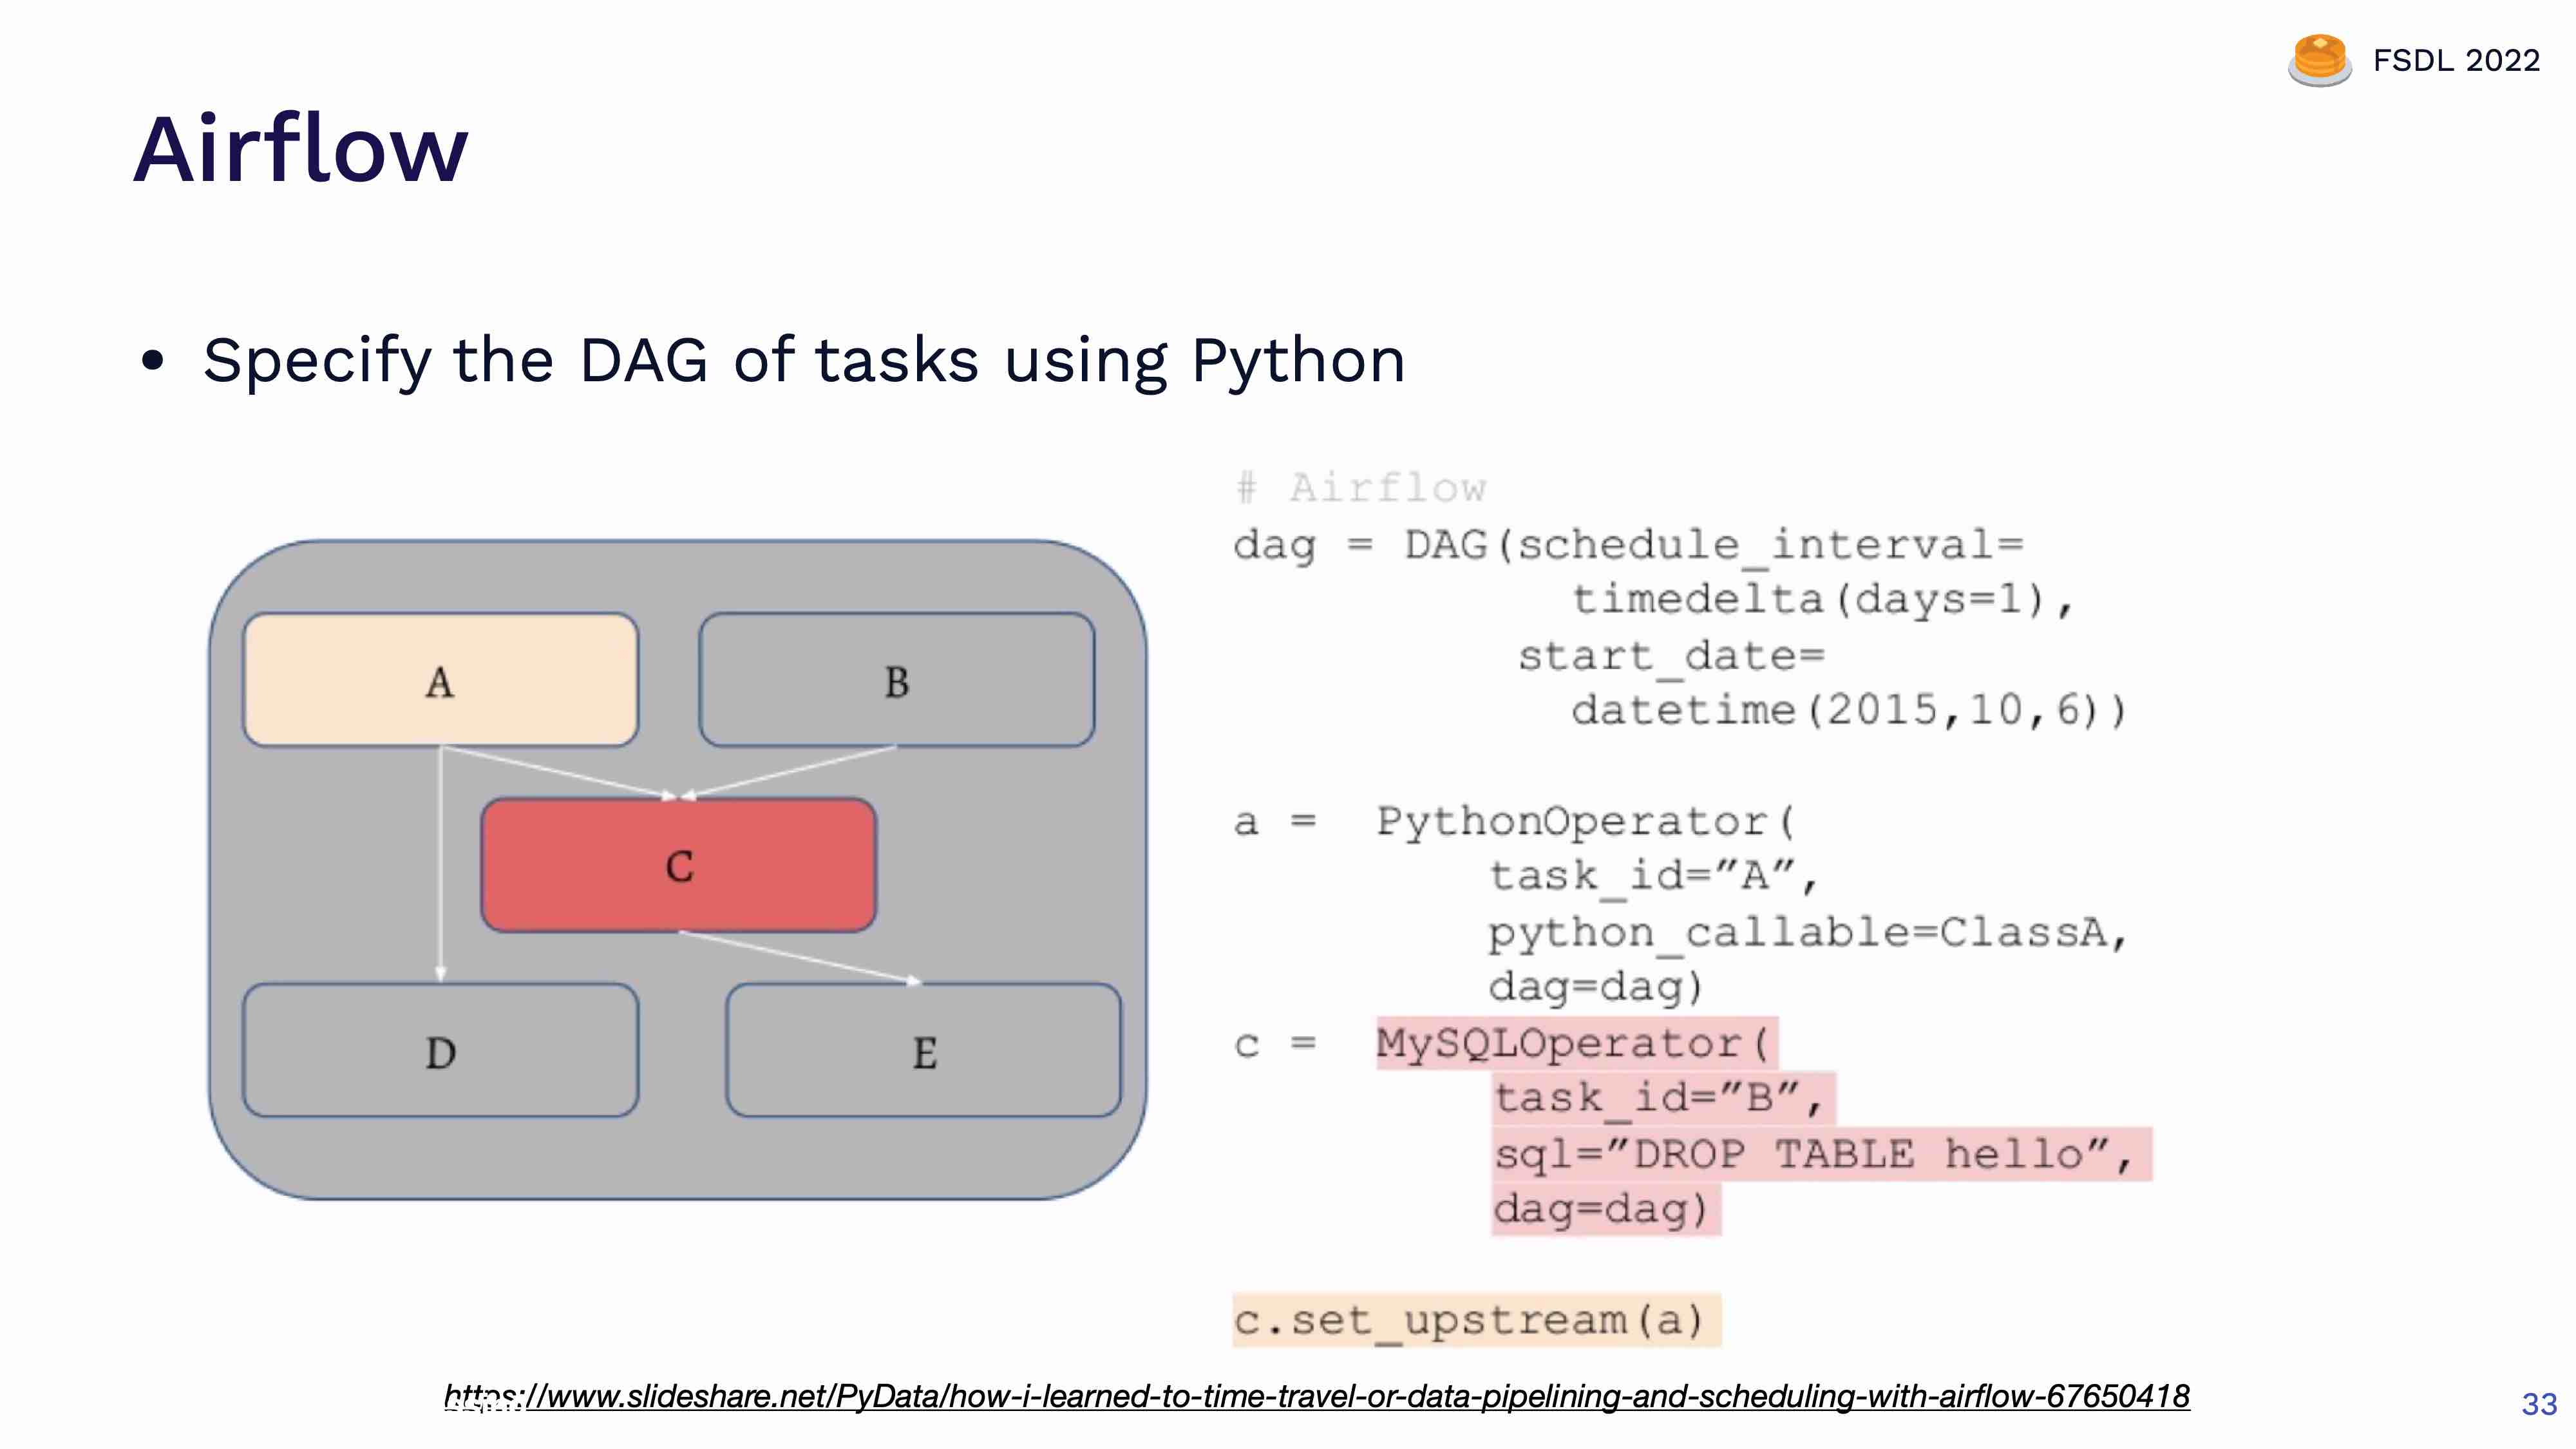 FSDL 2022
Airflow
• Specify the DAG of tasks using Python
A
B
C
D
E
# Airflow
dag = DAG(schedule_interval=
timedelta(days=1),
start_date=
datetime(2015,10,6))
a = PythonOperator(
task_id=”A”,
python_callable=ClassA,
dag=dag)
c = MySQLOperator(
task_id=”B”,
sql=”DROP TABLE hello”,
dag=dag)
c.set_upstream(a)
https://www.slideshare.net/PyData/how-i-learned-to-time-travel-or-data-pipelining-and-scheduling-with-airflow-67650418
33